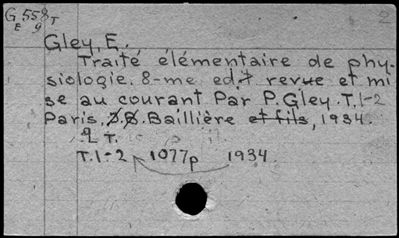 G 558 T 2
E 9
Gley, E.
Traité élémentaire de phy-
siologie. 8-me ed. revue et mi
se au courant Par P. Gley. T.1-2
Paris, J.B. Baillière et fils, 1934.
2 T.
T.1-2 1077p 1934